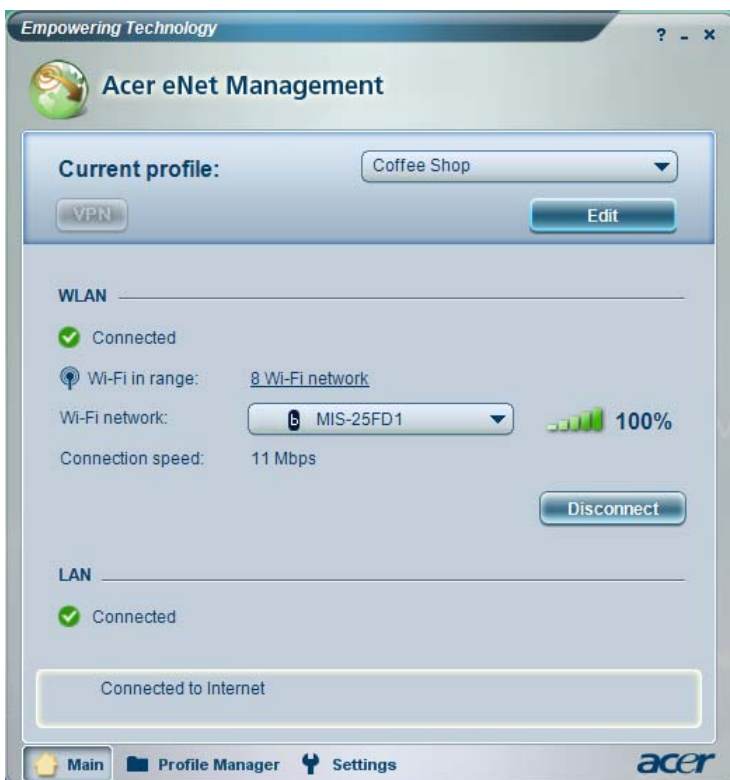 Empowering Technology
? - ×
Acer eNet Management
Current profile:
Coffee Shop
VPN
Edit
WLAN
Connected
Wi-Fi in range:
8 Wi-Fi network
Wi-Fi network:
b MIS-25FD1
100%
Connection speed:
11 Mbps
Disconnect
LAN
Connected
Connected to Internet
Main
Profile Manager
Settings
acer